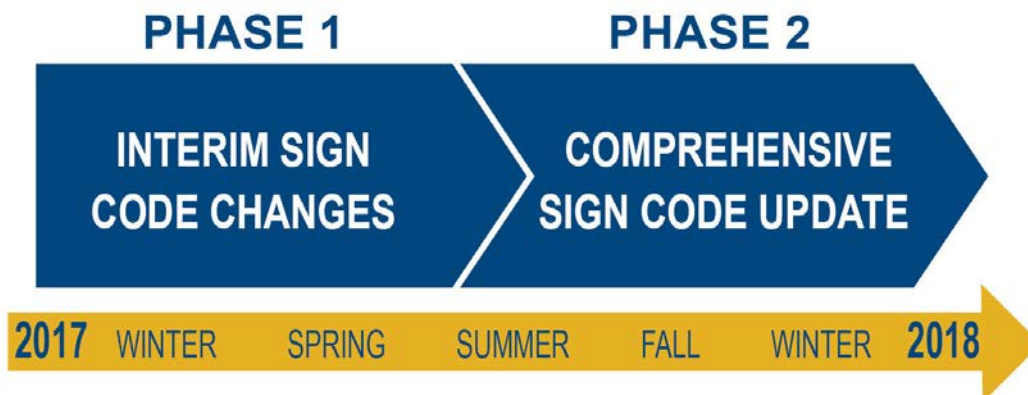 PHASE 1 PHASE 2
INTERIM SIGN
CODE CHANGES
COMPREHENSIVE
SIGN CODE UPDATE
2017 WINTER SPRING SUMMER FALL WINTER 2018